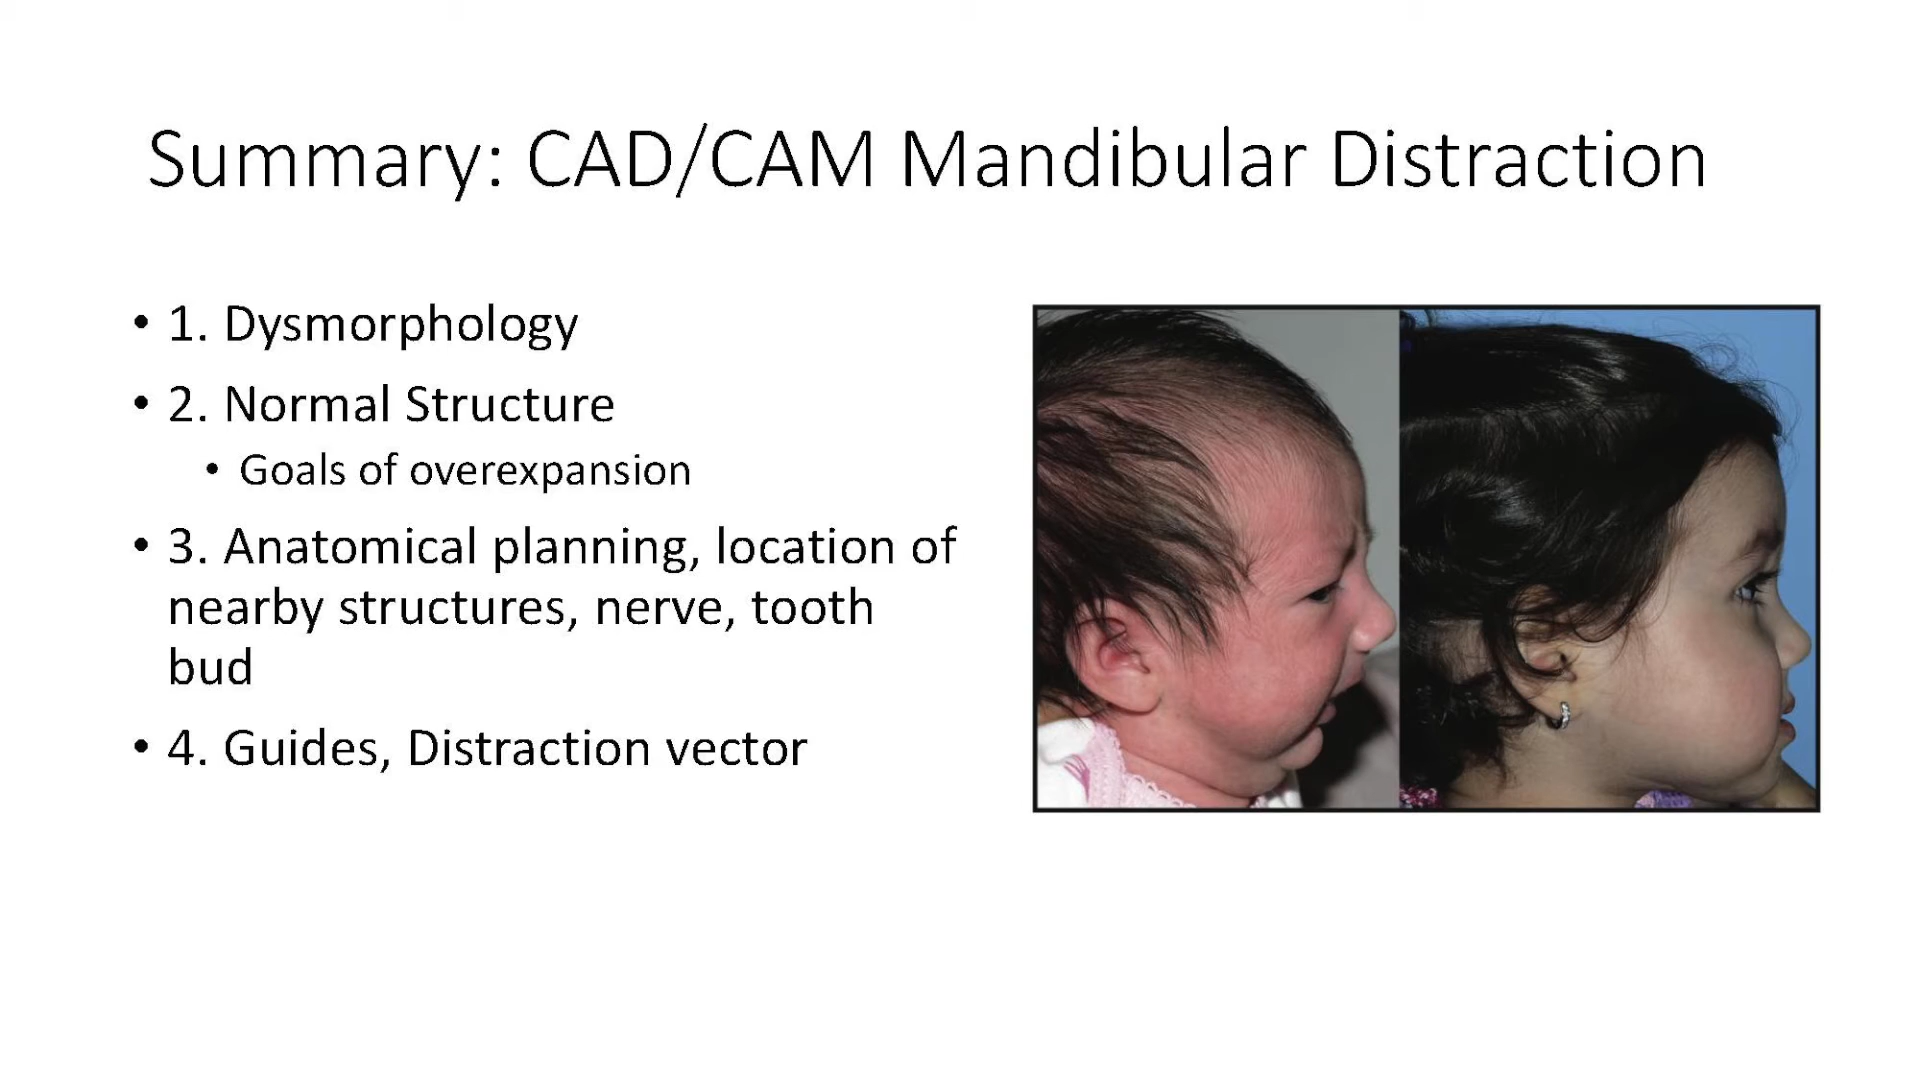 Summary: CAD/CAM Mandibular Distraction
• 1. Dysmorphology
• 2. Normal Structure
• Goals of overexpansion
• 3. Anatomical planning, location of
nearby structures, nerve, tooth
bud
• 4. Guides, Distraction vector